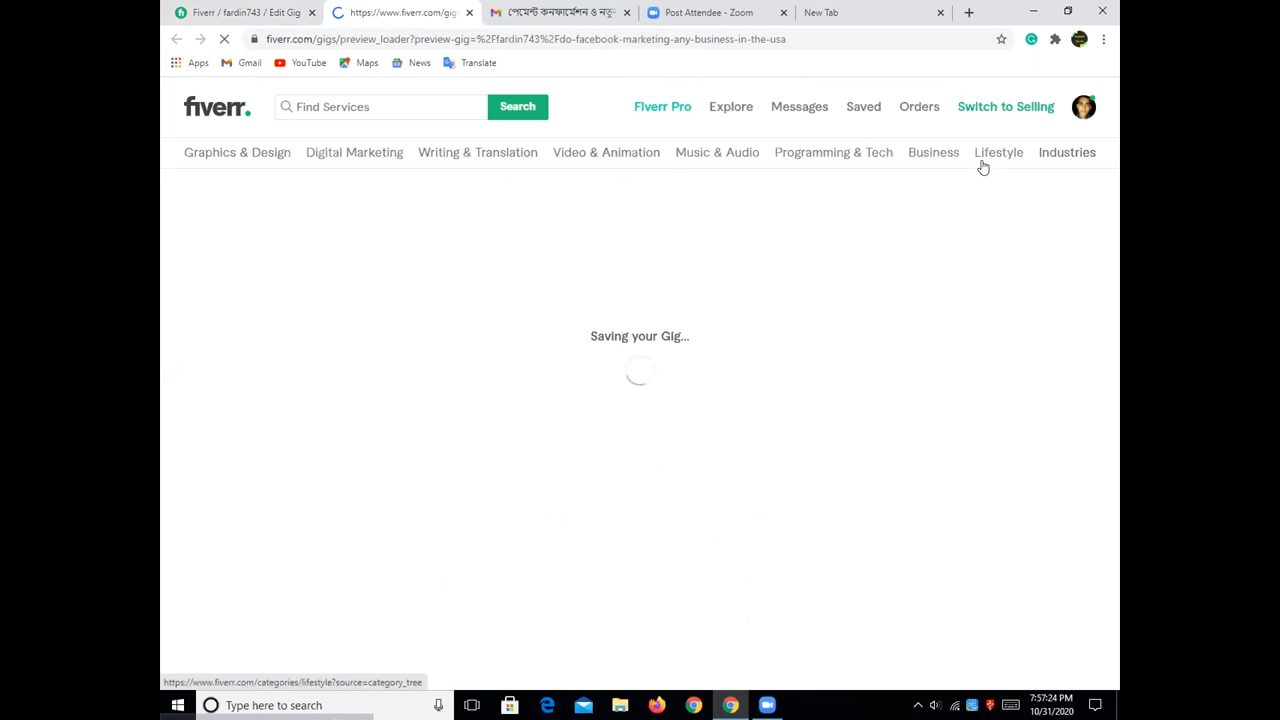 Fiverr / fardin743 / Edit Gig
https://www.fiverr.com/gig
পেমেন্ট কনফার্মেশন ও নতু
Post Attendee - Zoom
New Tab
fiverr.com/gigs/preview_loader?preview-gig=%2Ffardin743%2Fdo-facebook-marketing-any-business-in-the-usa
Apps Gmail YouTube Maps News Translate
fiverr.
Find Services
Search
Fiverr Pro Explore Messages Saved Orders Switch to Selling
Graphics & Design Digital Marketing Writing & Translation Video & Animation Music & Audio Programming & Tech Business Lifestyle Industries
Saving your Gig...
https://www.fiverr.com/categories/lifestyle?source=category_tree
Type here to search
7:57:24 PM
10/31/2020